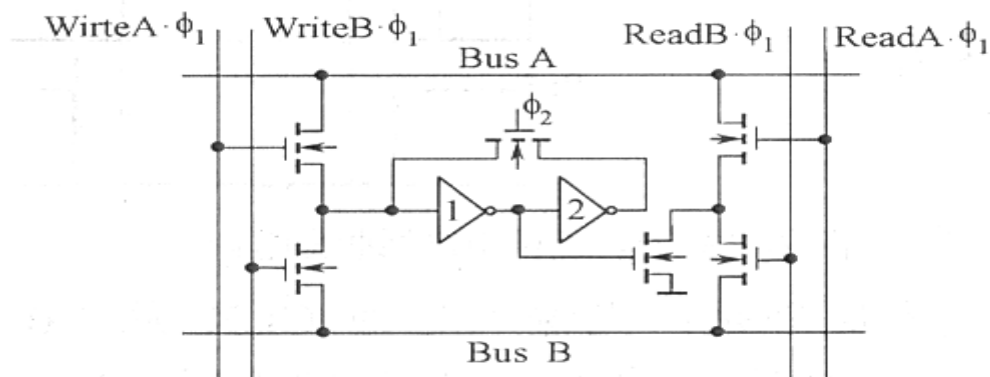 WirteA·ϕ₁ WriteB·ϕ₁ ReadB·ϕ₁ ReadA·ϕ₁
Bus A
ϕ₂
1 2
Bus B